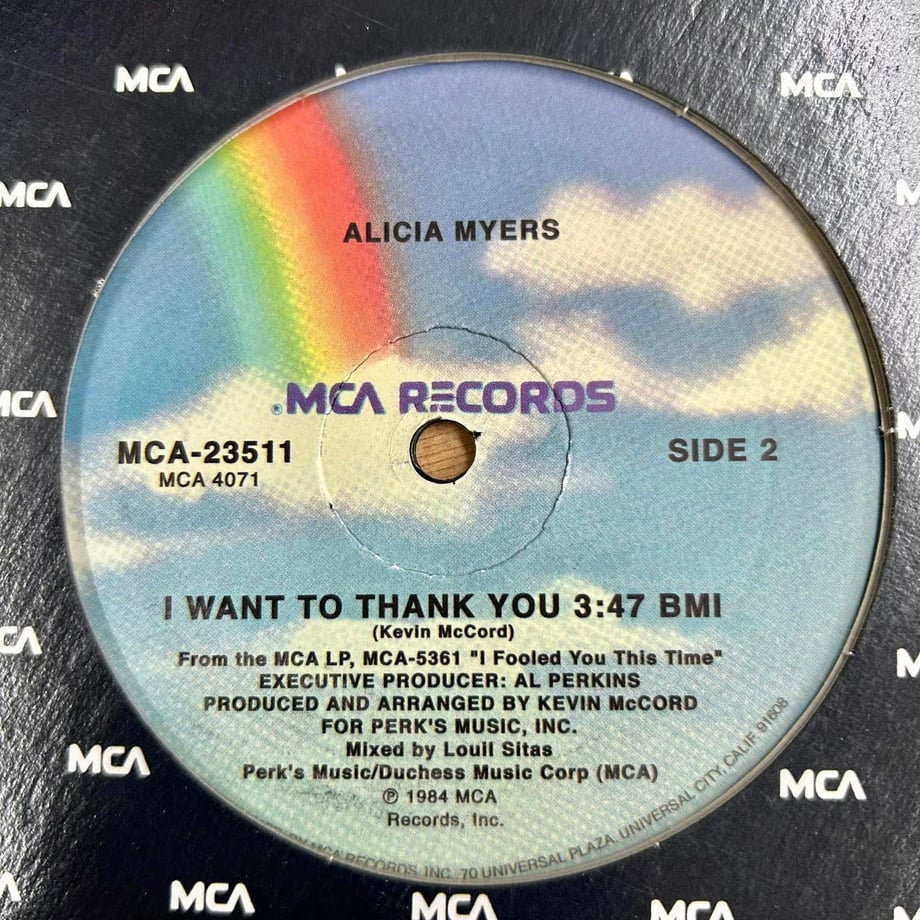 MCA
MCA
MCA
MCA
ALICIA MYERS
®MCA RECORDS
MCA-23511
SIDE 2
MCA 4071
I WANT TO THANK YOU 3:47 BMI
(Kevin McCord)
From the MCA LP, MCA-5361 "I Fooled You This Time"
EXECUTIVE PRODUCER: AL PERKINS
PRODUCED AND ARRANGED BY KEVIN McCORD
FOR PERK'S MUSIC, INC.
Mixed by Louil Sitas
Perk's Music/Duchess Music Corp (MCA)
℗ 1984 MCA
Records, Inc.
BY MCA RECORDS, INC. 70 UNIVERSAL PLAZA, UNIVERSAL CITY, CALIF. 91608
MCA
MCA
MCA
MCA
MCA